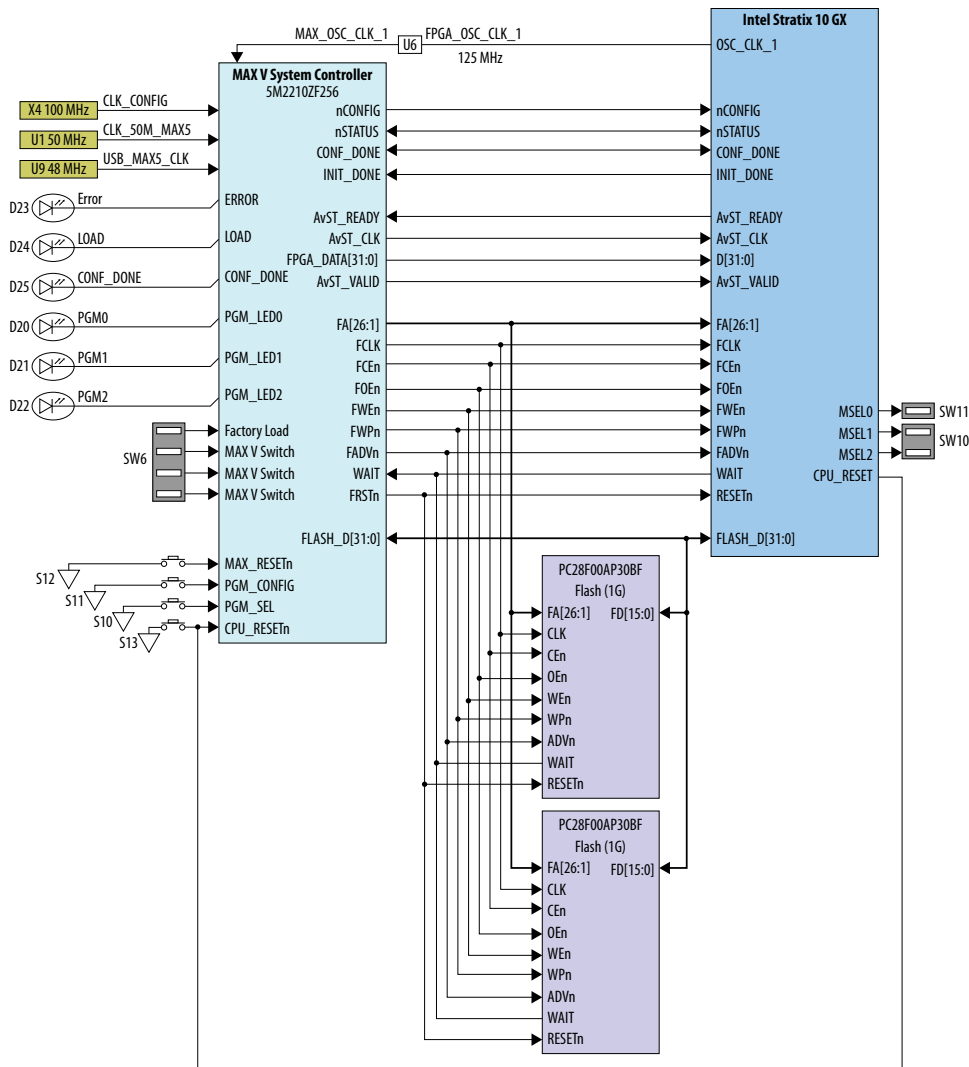 Intel Stratix 10 GX
MAX_OSC_CLK_1
U6
FPGA_OSC_CLK_1
125 MHz
OSC_CLK_1
MAX V System Controller
5M2210ZF256
X4 100 MHz
CLK_CONFIG
U1 50 MHz
CLK_50M_MAX5
U9 48 MHz
USB_MAX5_CLK
D23
Error
ERROR
D24
LOAD
LOAD
D25
CONF_DONE
CONF_DONE
D20
PGM0
PGM_LED0
D21
PGM1
PGM_LED1
D22
PGM2
PGM_LED2
SW6
Factory Load
MAX V Switch
MAX V Switch
MAX V Switch
S12
MAX_RESETn
S11
PGM_CONFIG
S10
PGM_SEL
S13
CPU_RESETn
nCONFIG
nSTATUS
CONF_DONE
INIT_DONE
AvST_READY
AvST_CLK
FPGA_DATA[31:0]
AvST_VALID
FA[26:1]
FCLK
FCEn
FOEn
FWEn
FWPn
FADVn
WAIT
FRSTn
FLASH_D[31:0]
nCONFIG
nSTATUS
CONF_DONE
INIT_DONE
AvST_READY
AvST_CLK
D[31:0]
AvST_VALID
FA[26:1]
FCLK
FCEn
FOEn
FWEn
FWPn
FADVn
WAIT
RESETn
FLASH_D[31:0]
MSEL0
SW11
MSEL1
MSEL2
SW10
CPU_RESET
PC28F00AP30BF
Flash (1G)
FA[26:1]
FD[15:0]
CLK
CEn
OEn
WEn
WPn
ADVn
WAIT
RESETn
PC28F00AP30BF
Flash (1G)
FA[26:1]
FD[15:0]
CLK
CEn
OEn
WEn
WPn
ADVn
WAIT
RESETn